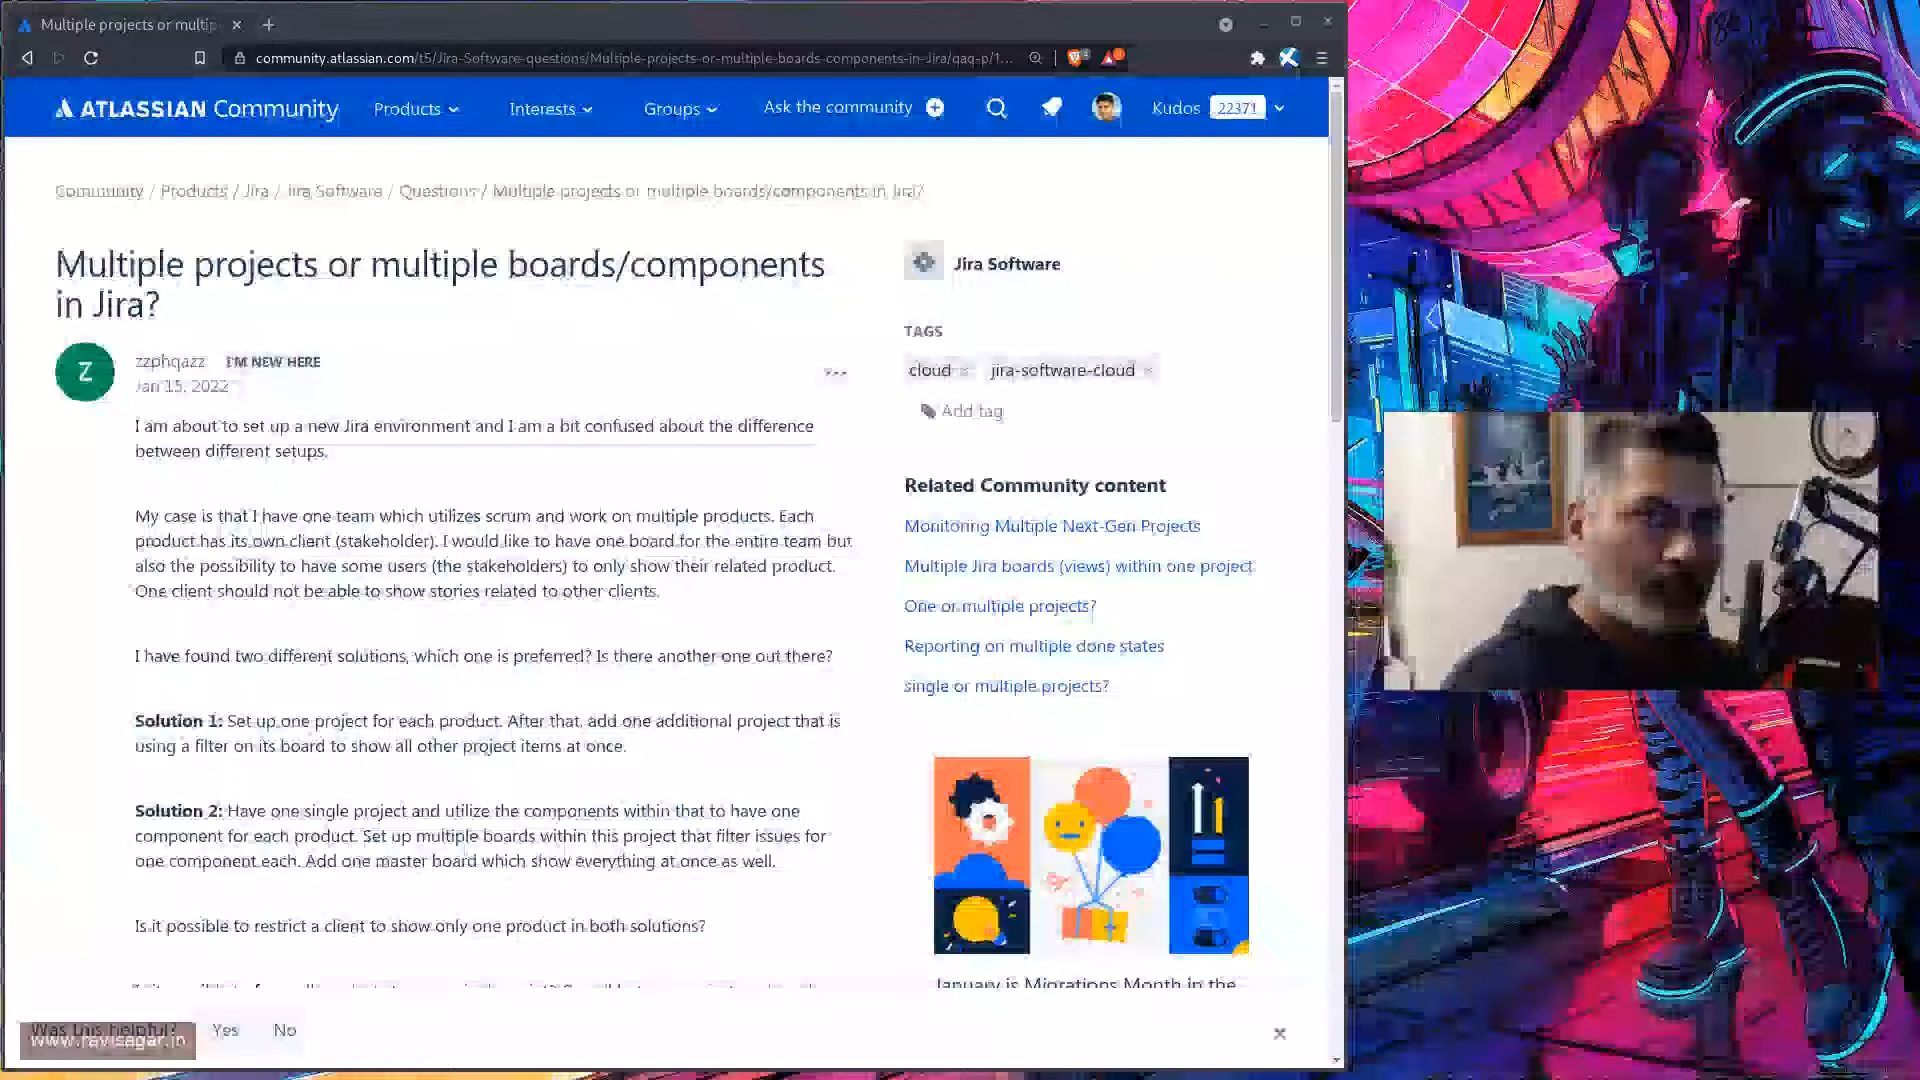 Multiple projects or multip
community.atlassian.com/t5/Jira-Software-questions/Multiple-projects-or-multiple-boards-components-in-Jira/qaq-p/1...
ATLASSIAN Community
Products
Interests
Groups
Ask the community
Kudos 22371
Community / Products / Jira / Jira Software / Questions / Multiple projects or multiple boards/components in Jira?
Multiple projects or multiple boards/components
in Jira?
Z
zzphqazz I'M NEW HERE
Jan 15, 2022
I am about to set up a new Jira environment and I am a bit confused about the difference
between different setups.
My case is that I have one team which utilizes scrum and work on multiple products. Each
product has its own client (stakeholder). I would like to have one board for the entire team but
also the possibility to have some users (the stakeholders) to only show their related product.
One client should not be able to show stories related to other clients.
I have found two different solutions, which one is preferred? Is there another one out there?
Solution 1: Set up one project for each product. After that, add one additional project that is
using a filter on its board to show all other project items at once.
Solution 2: Have one single project and utilize the components within that to have one
component for each product. Set up multiple boards within this project that filter issues for
one component each. Add one master board which show everything at once as well.
Is it possible to restrict a client to show only one product in both solutions?
Jira Software
TAGS
cloud
jira-software-cloud
Add tag
Related Community content
Monitoring Multiple Next-Gen Projects
Multiple Jira boards (views) within one project
One or multiple projects?
Reporting on multiple done states
single or multiple projects?
January is Migrations Month in the
Was this helpful? Yes No
www.ravisagar.in